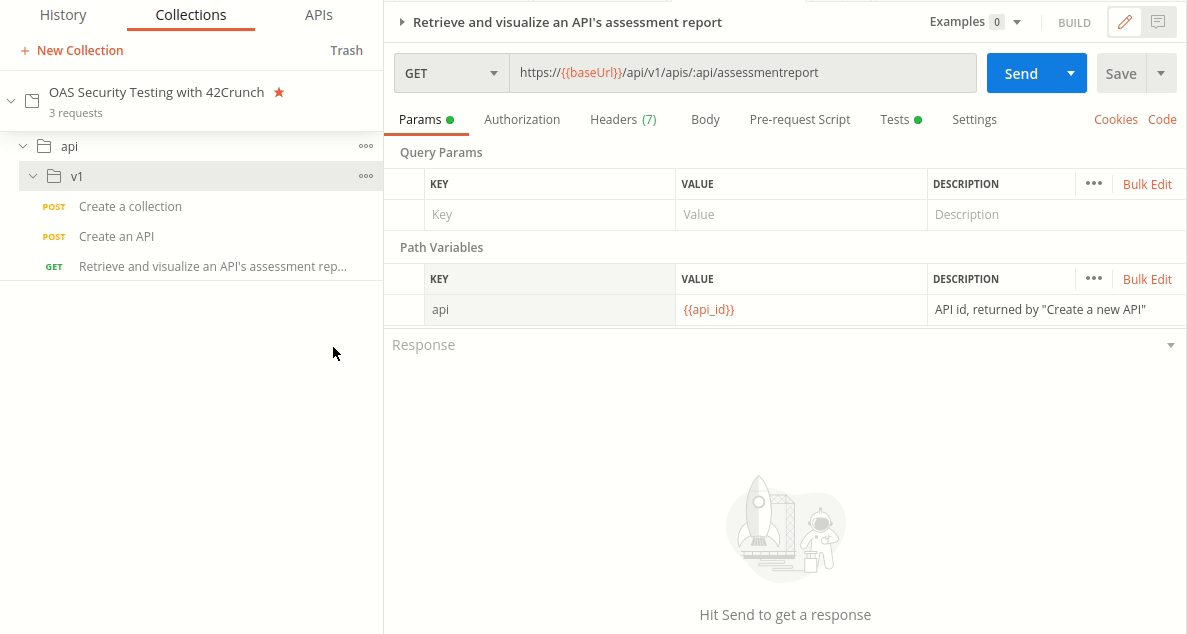 History Collections APIs
+ New Collection Trash
OAS Security Testing with 42Crunch ★
3 requests
api
v1
POST Create a collection
POST Create an API
GET Retrieve and visualize an API's assessment rep...
Retrieve and visualize an API's assessment report Examples 0 BUILD
GET https://{{baseUrl}}/api/v1/apis/:api/assessmentreport Send Save
Params Authorization Headers (7) Body Pre-request Script Tests Settings Cookies Code
Query Params
KEY VALUE DESCRIPTION ••• Bulk Edit
Key Value Description
Path Variables
KEY VALUE DESCRIPTION ••• Bulk Edit
api {{api_id}} API id, returned by "Create a new API"
Response
Hit Send to get a response